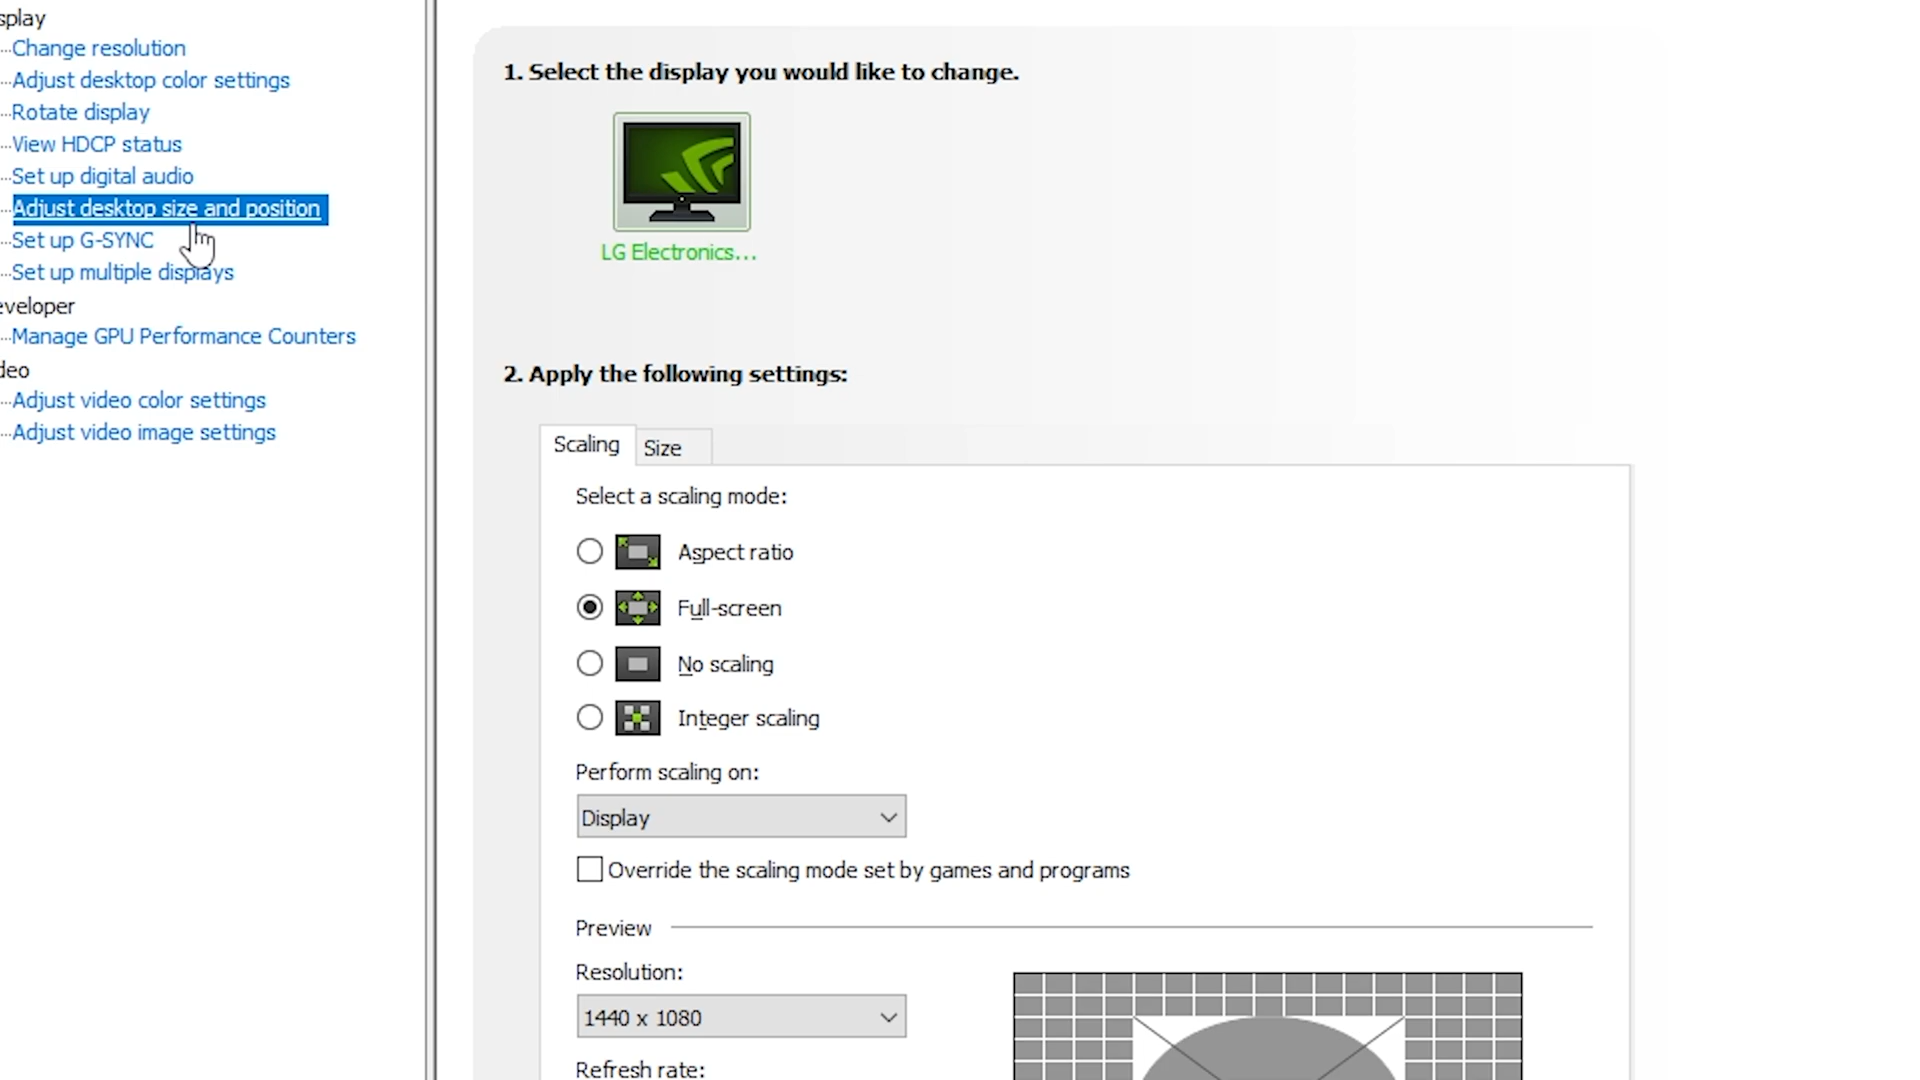 splay
Change resolution
Adjust desktop color settings
Rotate display
View HDCP status
Set up digital audio
Adjust desktop size and position
Set up G-SYNC
Set up multiple displays
eveloper
Manage GPU Performance Counters
deo
Adjust video color settings
Adjust video image settings
1. Select the display you would like to change.
LG Electronics...
2. Apply the following settings:
Scaling
Size
Select a scaling mode:
Aspect ratio
Full-screen
No scaling
Integer scaling
Perform scaling on:
Display
Override the scaling mode set by games and programs
Preview
Resolution:
1440 x 1080
Refresh rate: